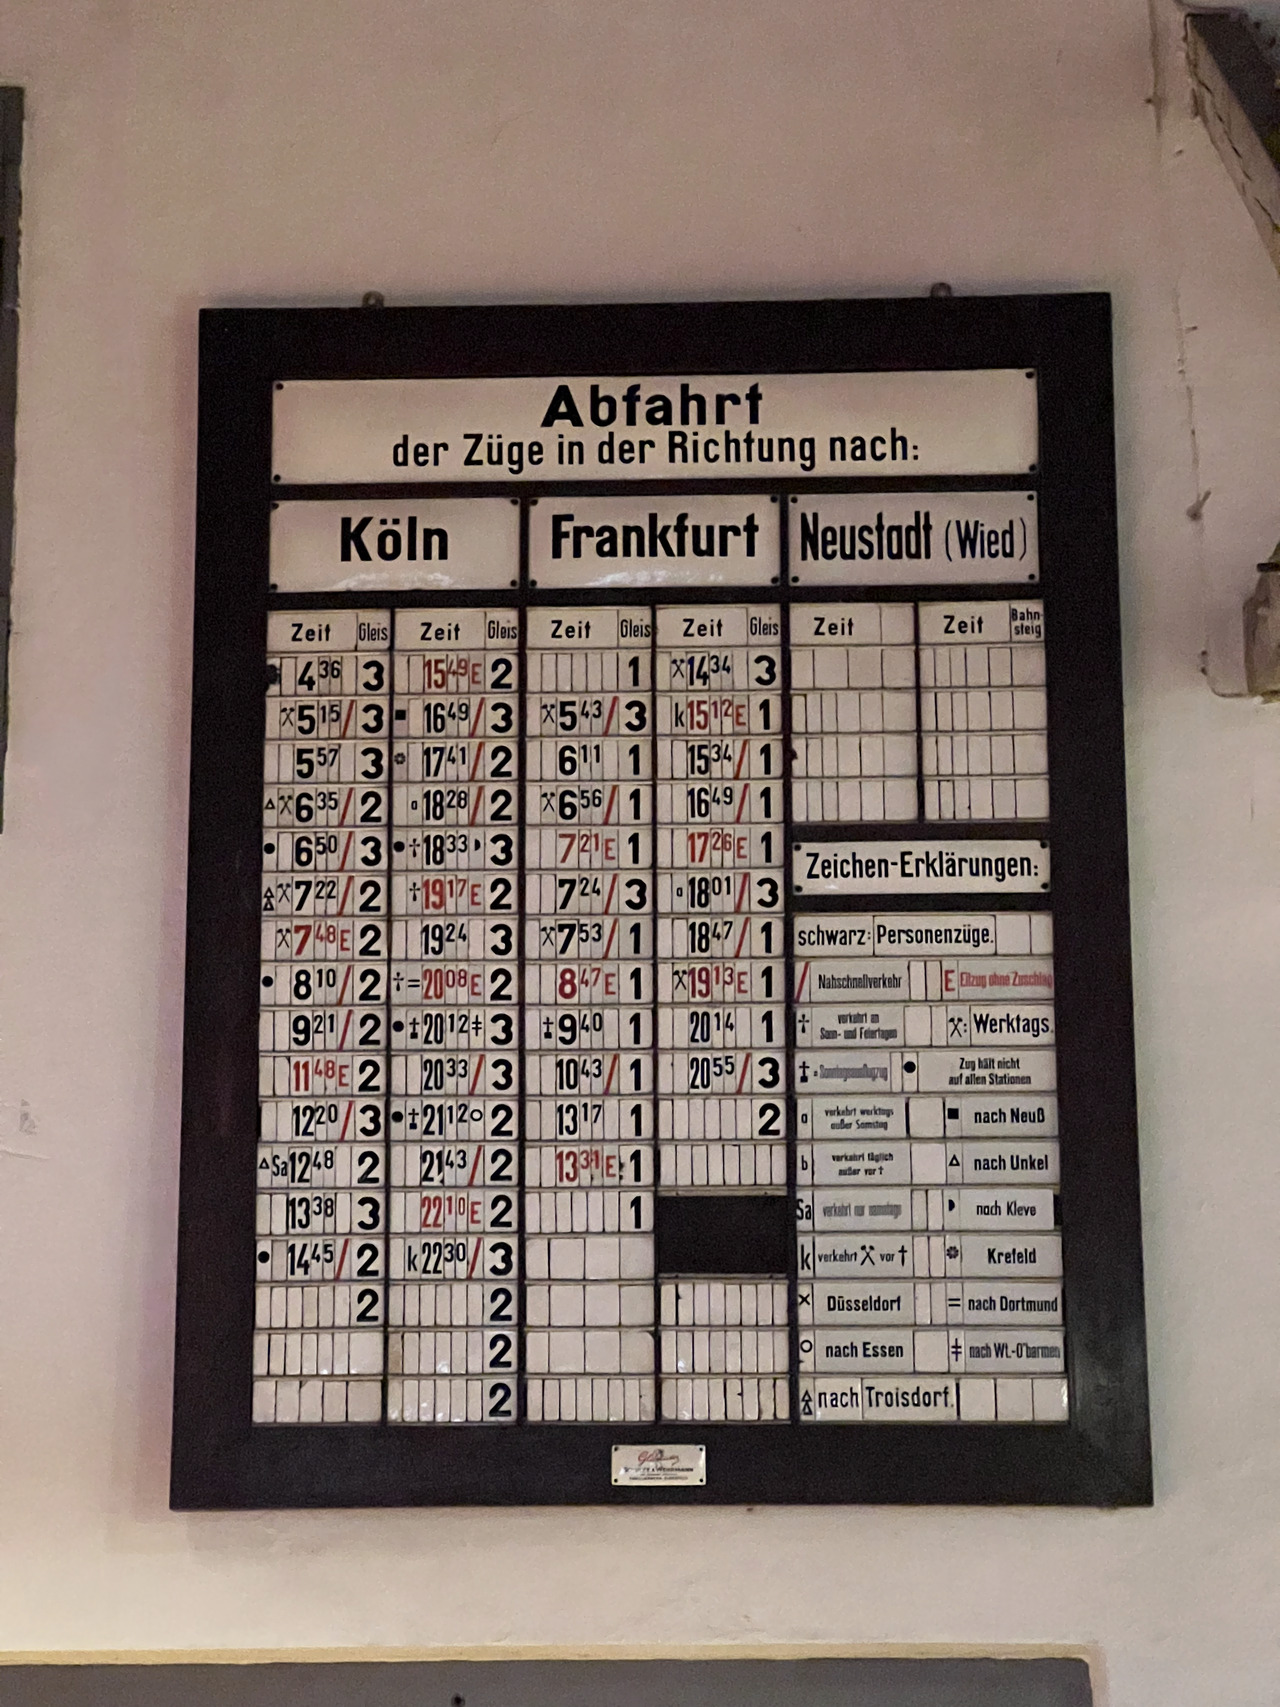 Abfahrt
der Züge in der Richtung nach:
Köln Frankfurt Neustadt (Wied)
Zeit Gleis Zeit Gleis Zeit Gleis Zeit Gleis Zeit Zeit Bahn-steig
4 36 3 15 49 E 2 1 ⚒ 14 34 3
⚒ 5 15 / 3 ■ 16 49 / 3 ⚒ 5 43 / 3 k 15 12 E 1
5 57 3 ❁ 17 41 / 2 6 11 1 15 34 / 1
△ ⚒ 6 35 / 2 o 18 28 / 2 ⚒ 6 56 / 1 16 49 / 1
● 6 50 / 3 ● † 18 33 ◗ 3 7 21 E 1 17 26 E 1
⚒ 7 22 / 2 † 19 17 E 2 7 24 / 3 o 18 01 / 3
⚒ 7 48 E 2 19 24 3 ⚒ 7 53 / 1 18 47 / 1
● 8 10 / 2 † = 20 08 E 2 8 47 E 1 ⚒ 19 13 E 1
9 21 / 2 ● ‡ 20 12 ‡ 3 ‡ 9 40 1 20 14 1
11 48 E 2 20 33 / 3 10 43 / 1 20 55 / 3
12 20 / 3 ● ‡ 21 12 ○ 2 13 17 1 2
△ Sa 12 48 2 21 43 / 2 13 31 E 1
13 38 3 22 10 E 2 1
● 14 45 / 2 k 22 30 / 3
2 2
2
2
Zeichen-Erklärungen:
schwarz: Personenzüge.
/ Nahschnellverkehr E Eilzug ohne Zuschlag
† verkehrt an Sonn- und Feiertagen ⚒: Werktags.
‡ = Sonntagsausflugzug ● Zug hält nicht auf allen Stationen
o verkehrt werktags außer Samstag ■ nach Neuß
b verkehrt täglich außer vor † △ nach Unkel
Sa verkehrt nur samstags ◗ nach Kleve
k verkehrt ⚒ vor † ❁ Krefeld
× Düsseldorf = nach Dortmund
○ nach Essen ‡ nach Wt.-O'barmen
nach Troisdorf.